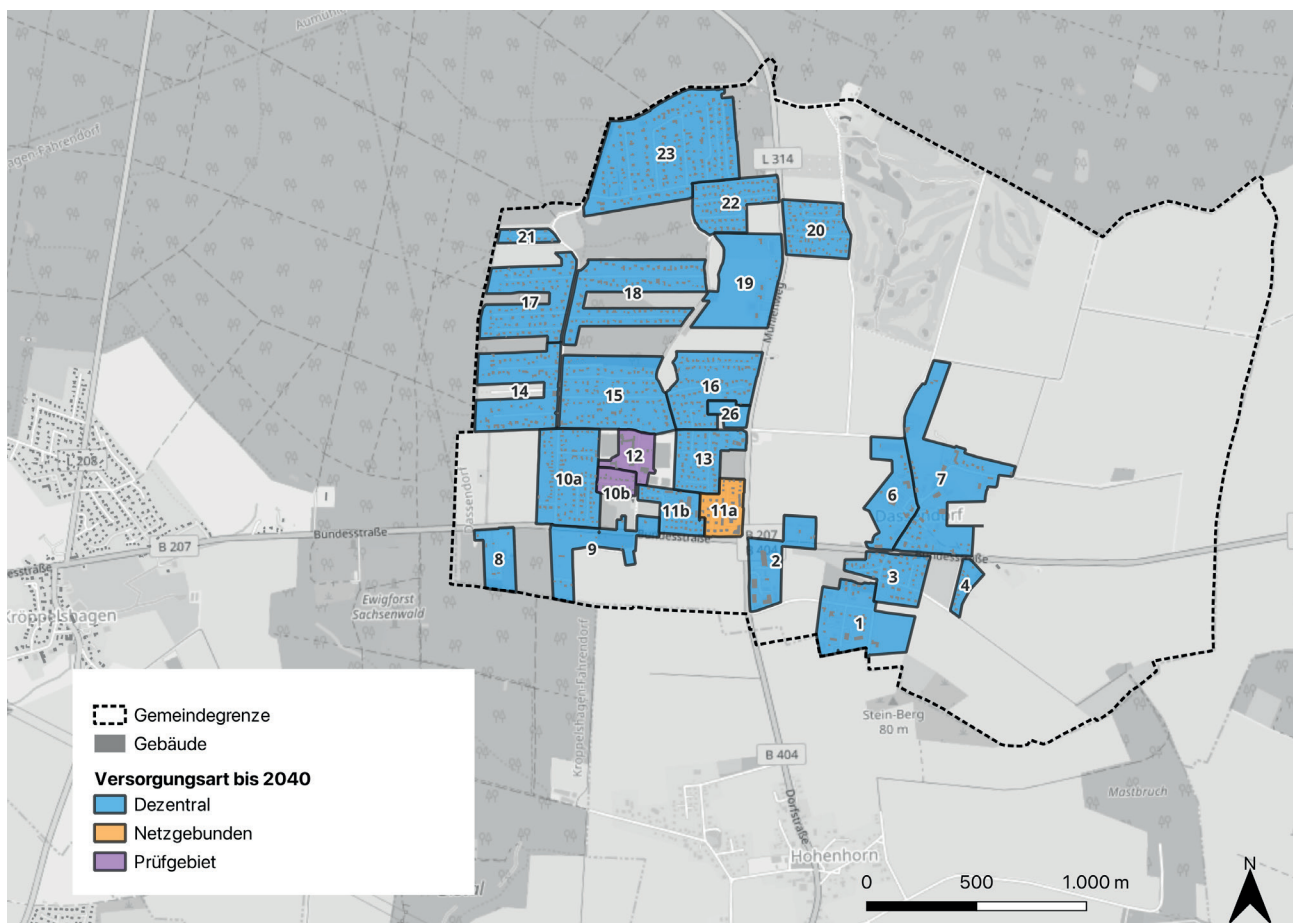 Aumühl
agen-Fahrendorf
23
L 314
22
20
21
19
18
17
Mühlenweg
16
15
14
26
L 208
12
13
10a
10b
6
7
Dassendorf
11b
11a
Dassendorf
I
B 207
Bundesstraße
B 207
B 404
esstraße
8
9
2
3
4
Kröppelshagen
Ewigforst
Sachsenwald
1
Kröppelshagen-Fahrendorf
Stein-Berg
80 m
Gemeindegrenze
Gebäude
B 404
Versorgungsart bis 2040
Mastbruch
Dezentral
Dorfstraße
Netzgebunden
Hohenhorn
Prüfgebiet
N
0 500 1.000 m